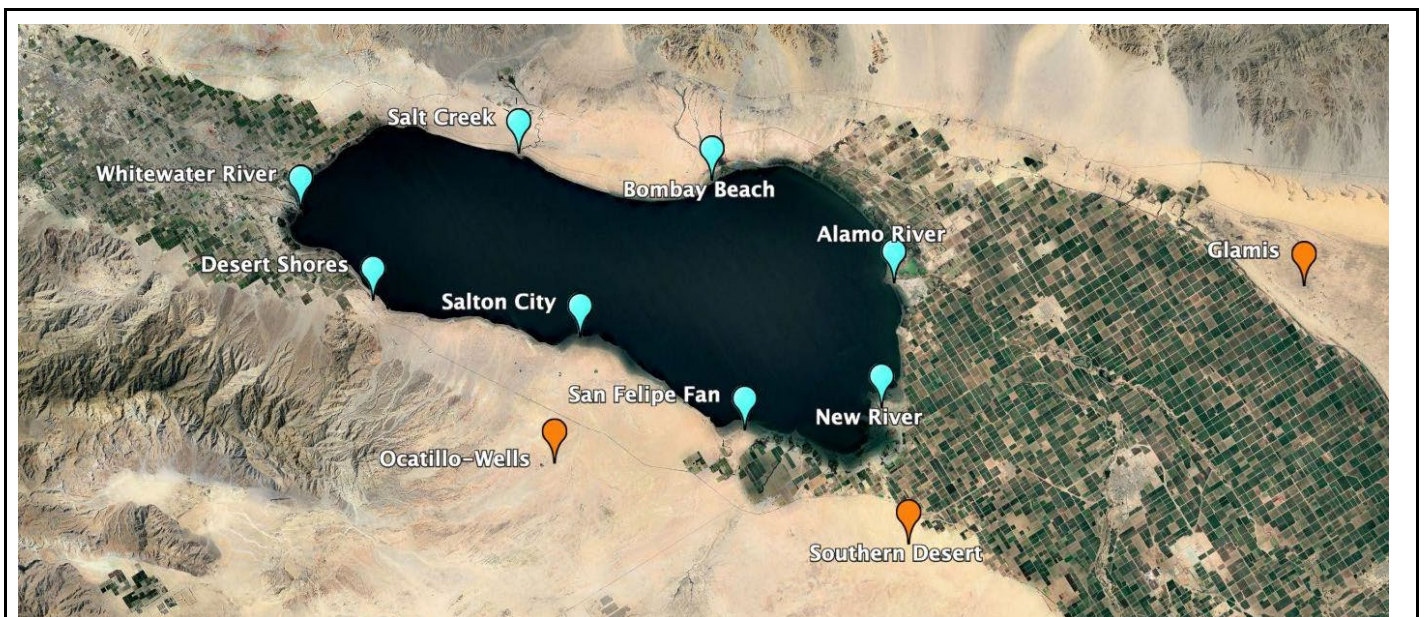 Salt Creek
Whitewater River
Bombay Beach
Alamo River
Glamis
Desert Shores
Salton City
San Felipe Fan
New River
Ocatillo-Wells
Southern Desert